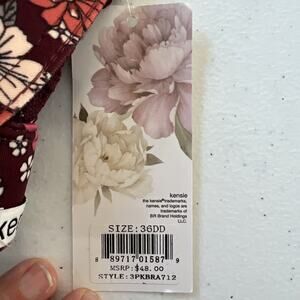 kensie
the kensie® trademarks,
names, and logos are
trademarks of
BR Brand Holdings
LLC.
SIZE:36DD
8 89717 01587 9
MSRP:$48.00
STYLE:3PKBRA712